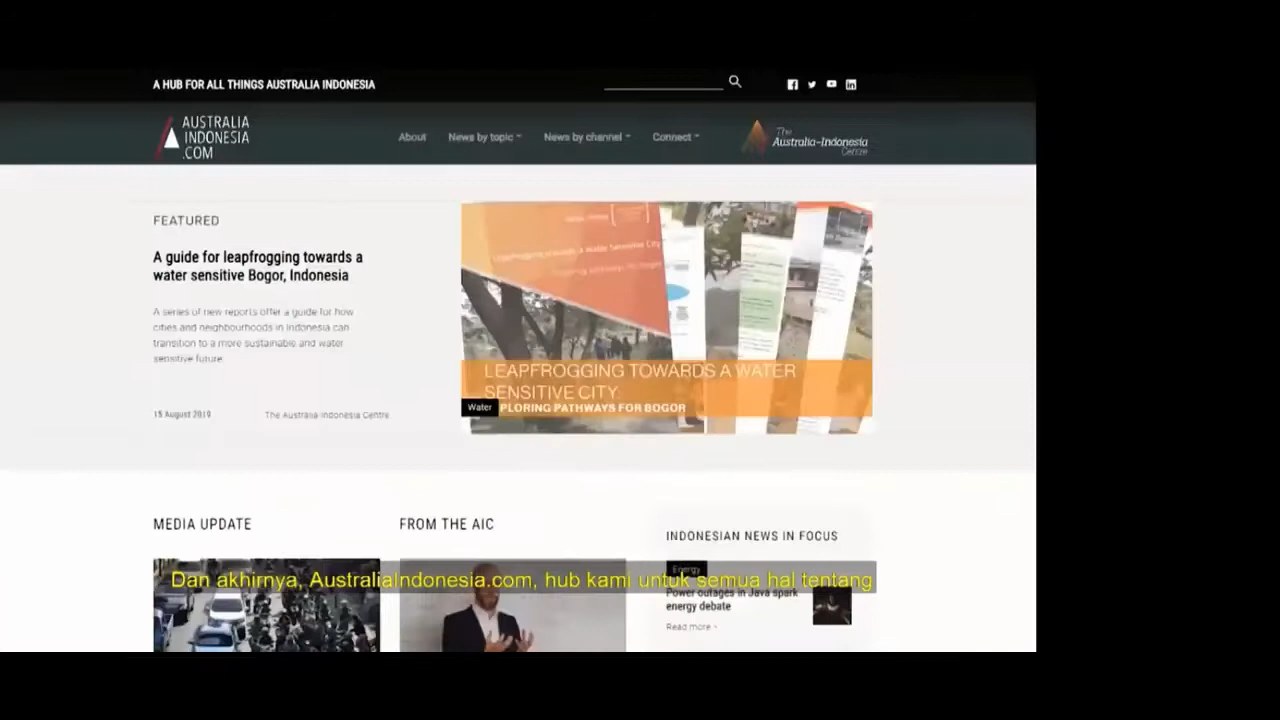 A HUB FOR ALL THINGS AUSTRALIA INDONESIA
AUSTRALIA
INDONESIA
.COM
About
News by topic
News by channel
Connect
The
Australia-Indonesia
Centre
FEATURED
A guide for leapfrogging towards a
water sensitive Bogor, Indonesia
A series of new reports offer a guide for how
cities and neighbourhoods in Indonesia can
transition to a more sustainable and water
sensitive future.
15 August 2019
The Australia-Indonesia Centre
Leapfrogging towards a Water Sensitive City
LEAPFROGGING TOWARDS A WATER
SENSITIVE CITY:
Water
PLORING PATHWAYS FOR BOGOR
MEDIA UPDATE
FROM THE AIC
INDONESIAN NEWS IN FOCUS
Energy
Power outages in Java spark
energy debate
Read more
Dan akhirnya, AustraliaIndonesia.com, hub kami untuk semua hal tentang